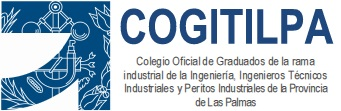 COGITILPA
Colegio Oficial de Graduados de la rama
industrial de la Ingeniería, Ingenieros Técnicos
Industriales y Peritos Industriales de la Provincia
de Las Palmas